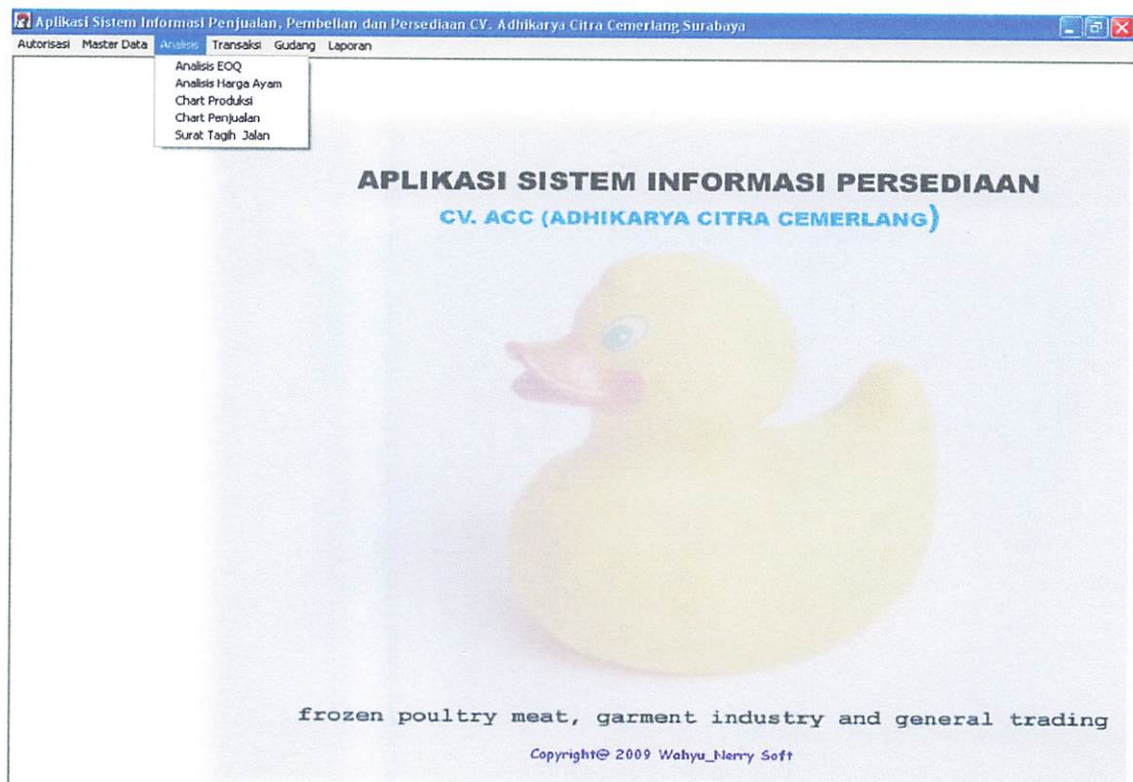 Aplikasi Sistem Informasi Penjualan, Pembelian dan Persediaan CV. Adhikarya Citra Cemerlang Surabaya
Autorisasi Master Data Analisis Transaksi Gudang Laporan
Analisis EOQ
Analisis Harga Ayam
Chart Produksi
Chart Penjualan
Surat Tagih Jalan
APLIKASI SISTEM INFORMASI PERSEDIAAN
CV. ACC (ADHIKARYA CITRA CEMERLANG)
frozen poultry meat, garment industry and general trading
Copyright@ 2009 Wahyu_Nerry Soft